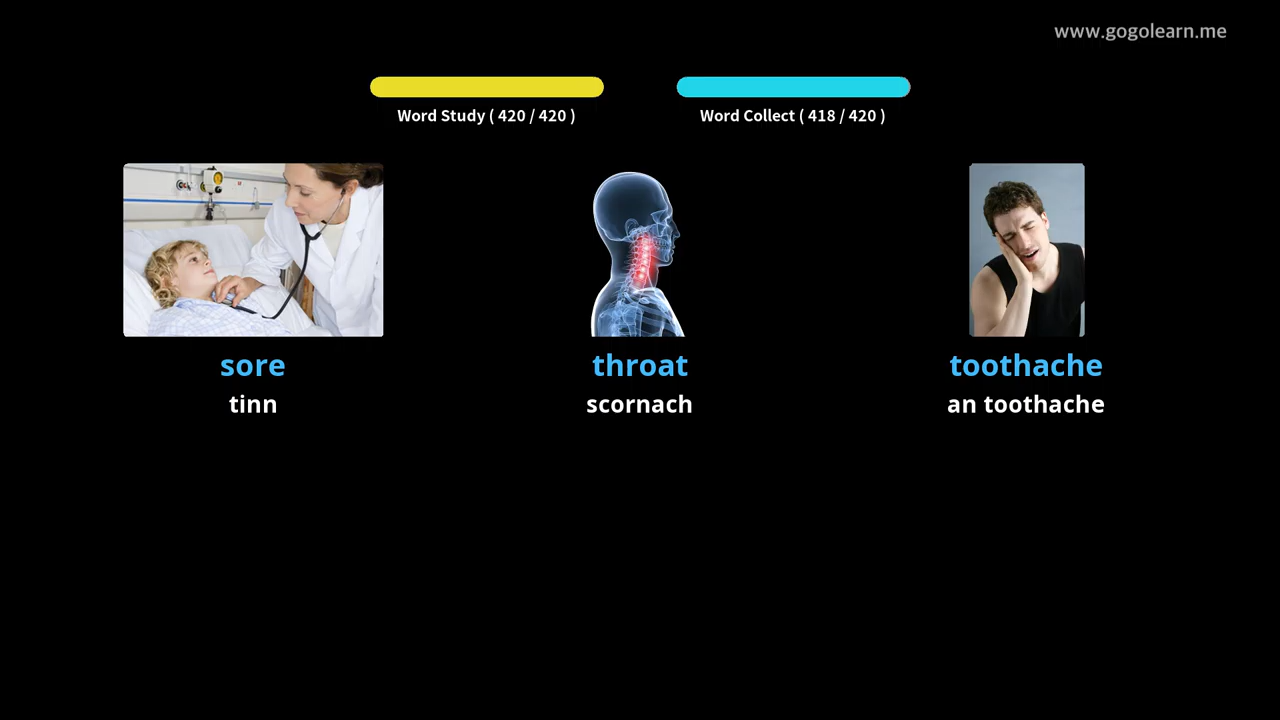 www.gogolearn.me
Word Study ( 420 / 420 )
Word Collect ( 418 / 420 )
sore
tinn
throat
scornach
toothache
an toothache